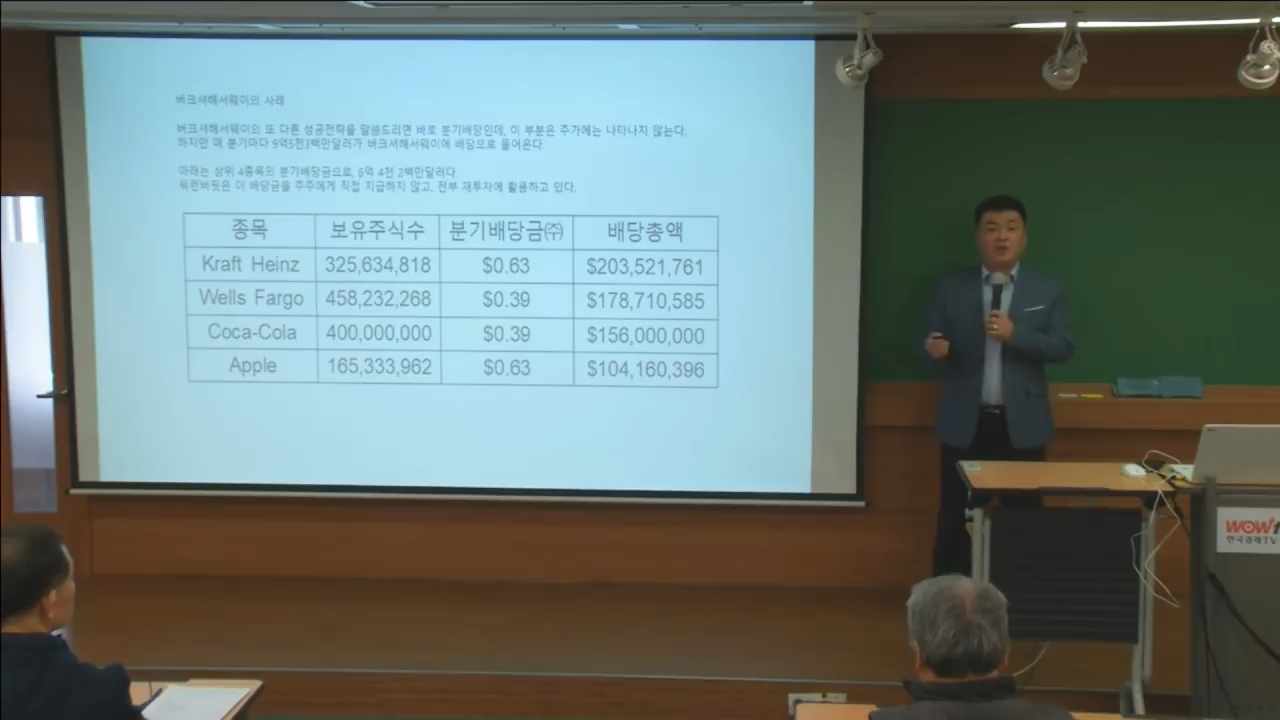 버크셔해서웨이의 사례
버크셔해서웨이의 또 다른 성공전략을 말씀드리면 바로 분기배당인데, 이 부분은 주가에는 나타나지 않는다.
하지만 매 분기마다 9억5천3백만달러가 버크셔해서웨이에 배당으로 들어온다.
아래는 상위 4종목의 분기배당금으로, 6억 4천 2백만달러다.
워런버핏은 이 배당금을 주주에게 직접 지급하지 않고, 전부 재투자에 활용하고 있다.
종목 보유주식수 분기배당금㈜ 배당총액
Kraft Heinz 325,634,818 $0.63 $203,521,761
Wells Fargo 458,232,268 $0.39 $178,710,585
Coca-Cola 400,000,000 $0.39 $156,000,000
Apple 165,333,962 $0.63 $104,160,396
WOW
한국경제TV